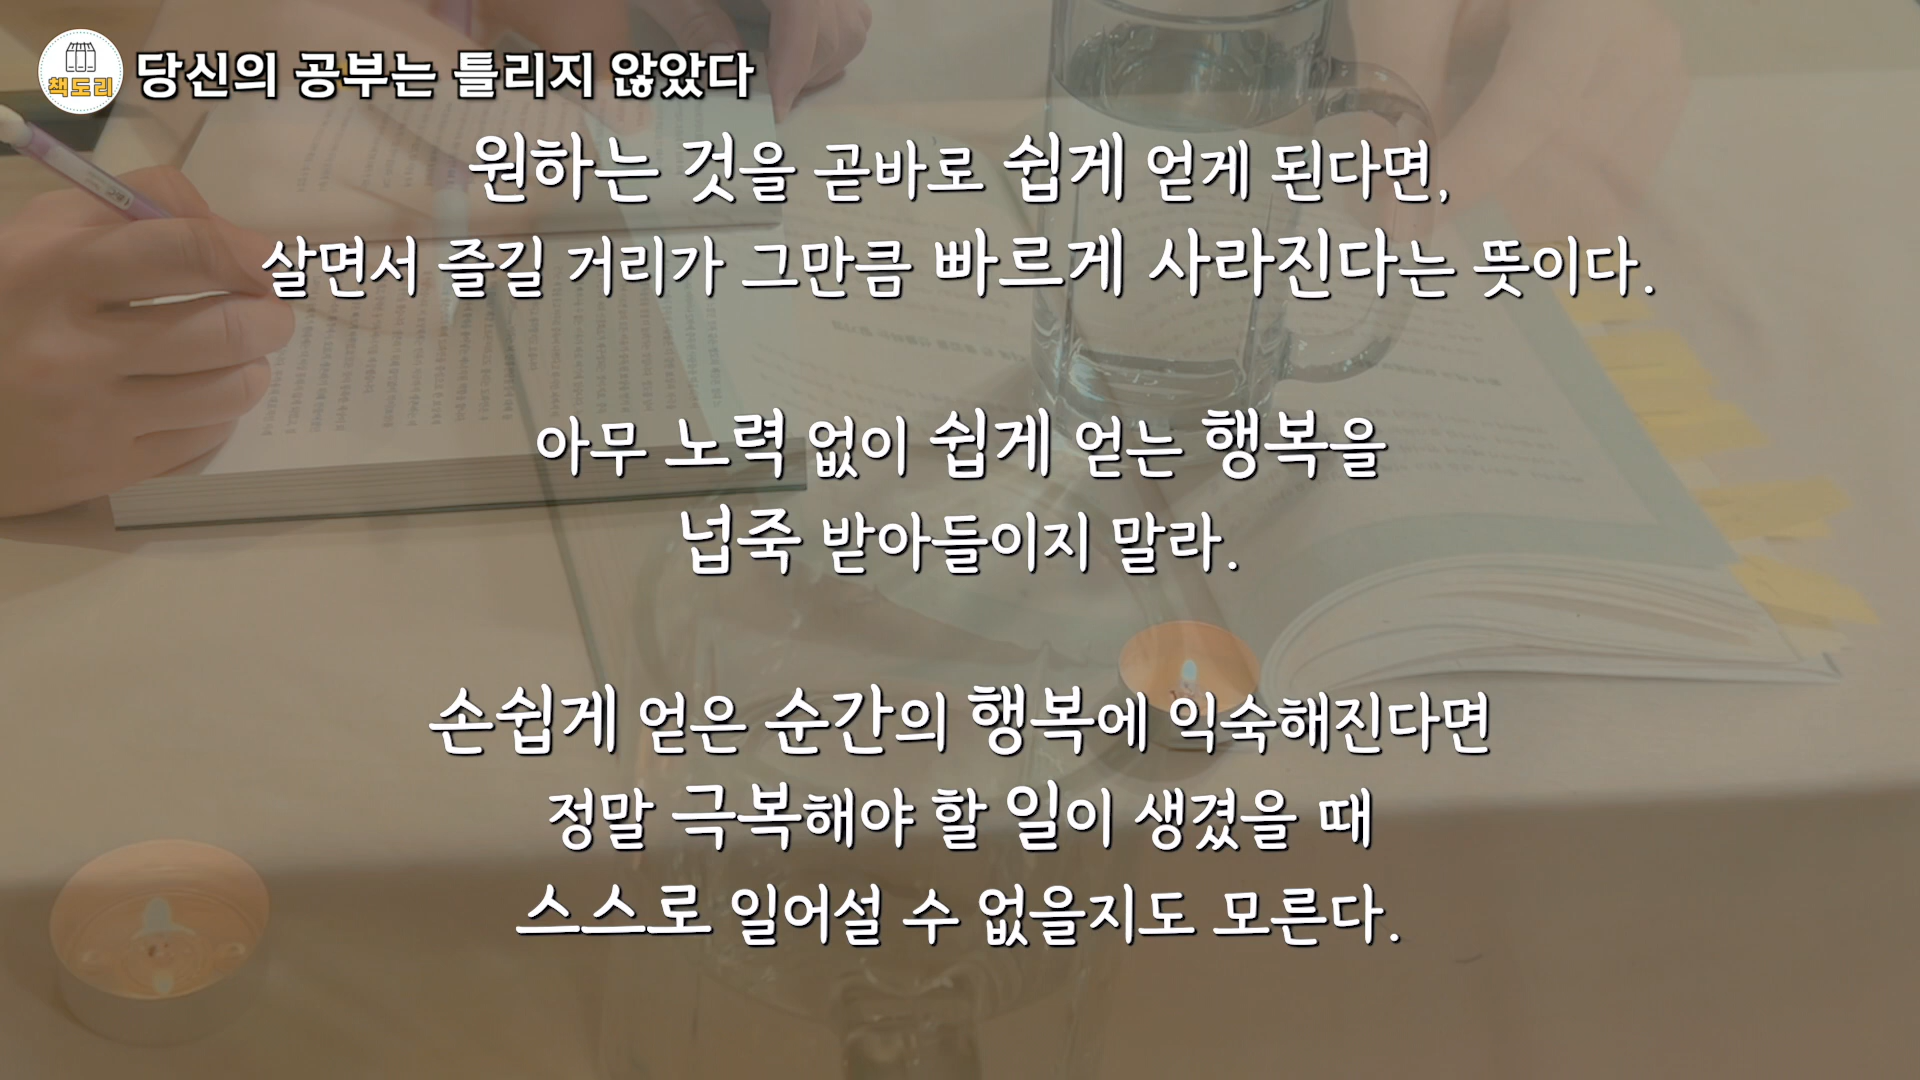 책도리
당신의 공부는 틀리지 않았다
원하는 것을 곧바로 쉽게 얻게 된다면,
살면서 즐길 거리가 그만큼 빠르게 사라진다는 뜻이다.
아무 노력 없이 쉽게 얻는 행복을
넙죽 받아들이지 말라.
손쉽게 얻은 순간의 행복에 익숙해진다면
정말 극복해야 할 일이 생겼을 때
스스로 일어설 수 없을지도 모른다.